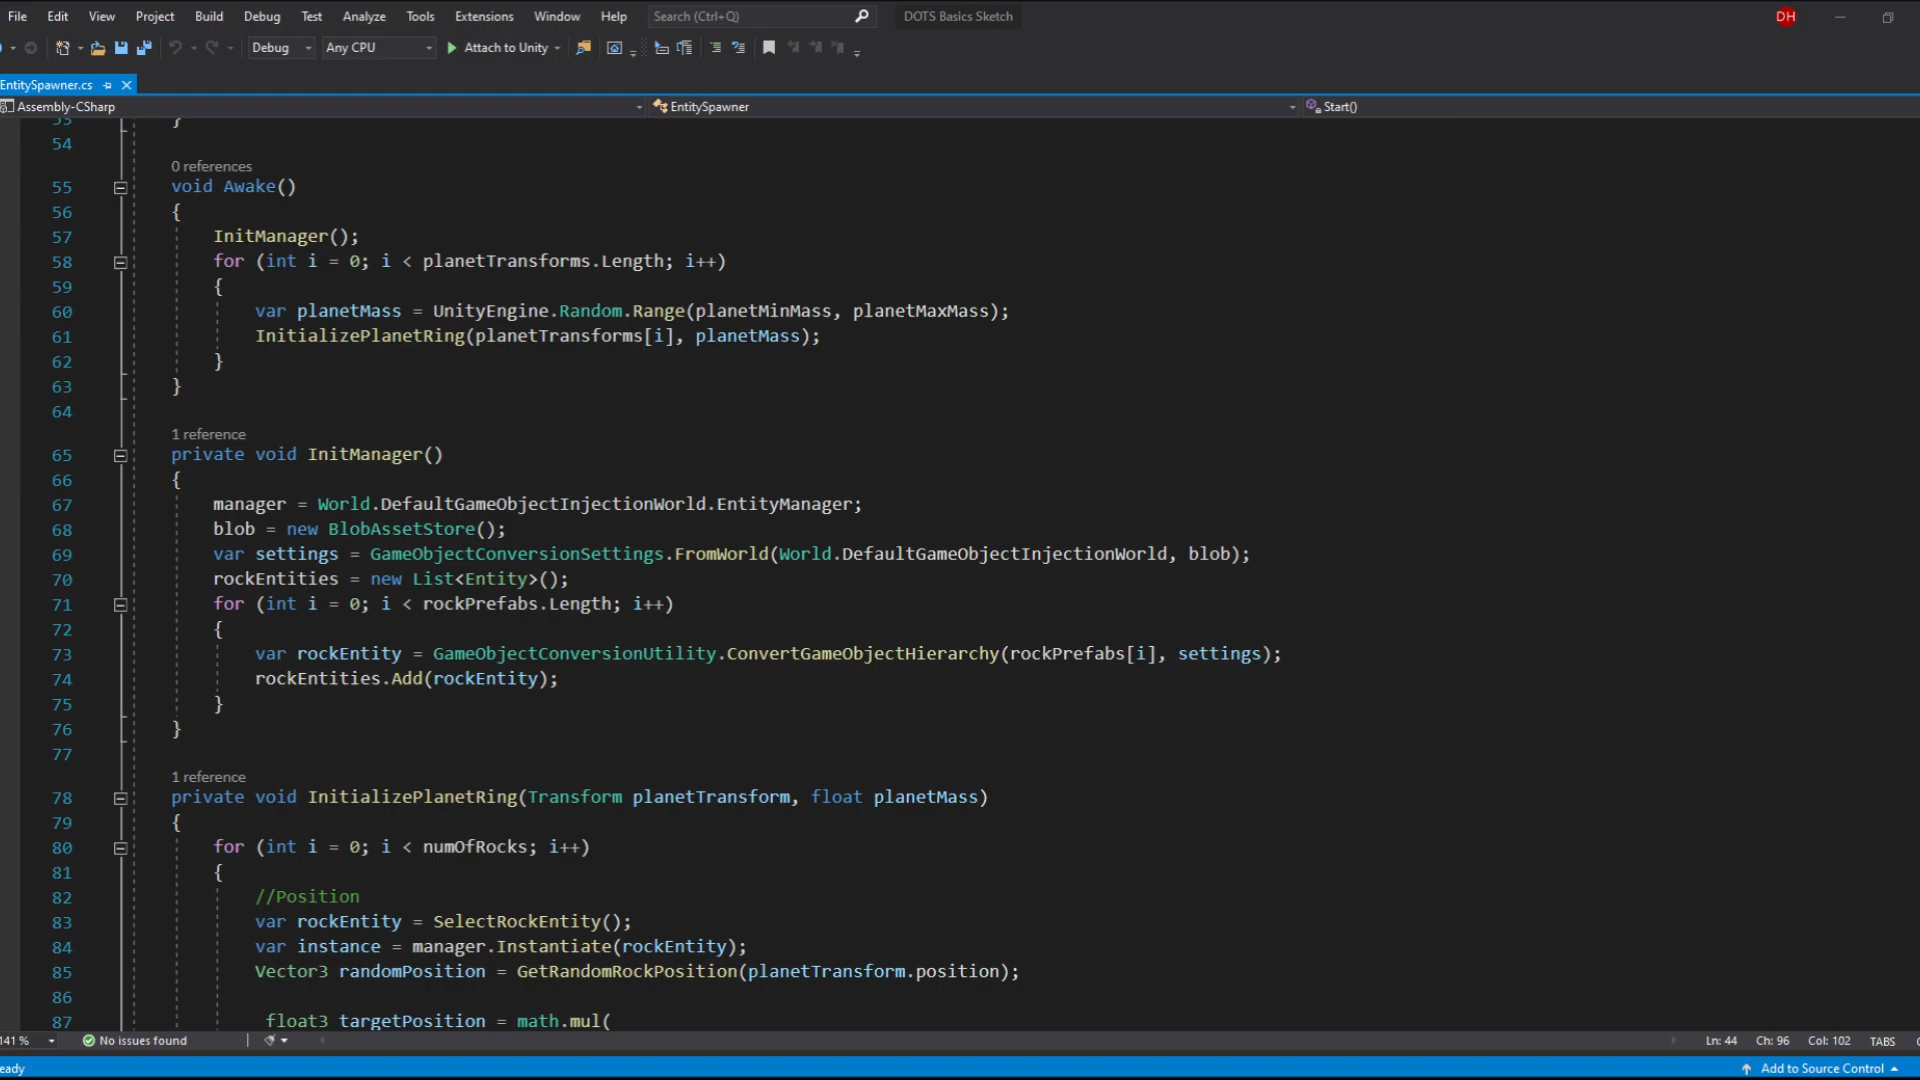 File Edit View Project Build Debug Test Analyze Tools Extensions Window Help Search (Ctrl+Q) DOTS Basics Sketch DH
Debug Any CPU Attach to Unity
EntitySpawner.cs
Assembly-CSharp EntitySpawner Start()
53 }
54
0 references
55 void Awake()
56 {
57 InitManager();
58 for (int i = 0; i < planetTransforms.Length; i++)
59 {
60 var planetMass = UnityEngine.Random.Range(planetMinMass, planetMaxMass);
61 InitializePlanetRing(planetTransforms[i], planetMass);
62 }
63 }
64
1 reference
65 private void InitManager()
66 {
67 manager = World.DefaultGameObjectInjectionWorld.EntityManager;
68 blob = new BlobAssetStore();
69 var settings = GameObjectConversionSettings.FromWorld(World.DefaultGameObjectInjectionWorld, blob);
70 rockEntities = new List<Entity>();
71 for (int i = 0; i < rockPrefabs.Length; i++)
72 {
73 var rockEntity = GameObjectConversionUtility.ConvertGameObjectHierarchy(rockPrefabs[i], settings);
74 rockEntities.Add(rockEntity);
75 }
76 }
77
1 reference
78 private void InitializePlanetRing(Transform planetTransform, float planetMass)
79 {
80 for (int i = 0; i < numOfRocks; i++)
81 {
82 //Position
83 var rockEntity = SelectRockEntity();
84 var instance = manager.Instantiate(rockEntity);
85 Vector3 randomPosition = GetRandomRockPosition(planetTransform.position);
86
87 float3 targetPosition = math.mul(
141 % No issues found Ln: 44 Ch: 96 Col: 102 TABS
eady Add to Source Control